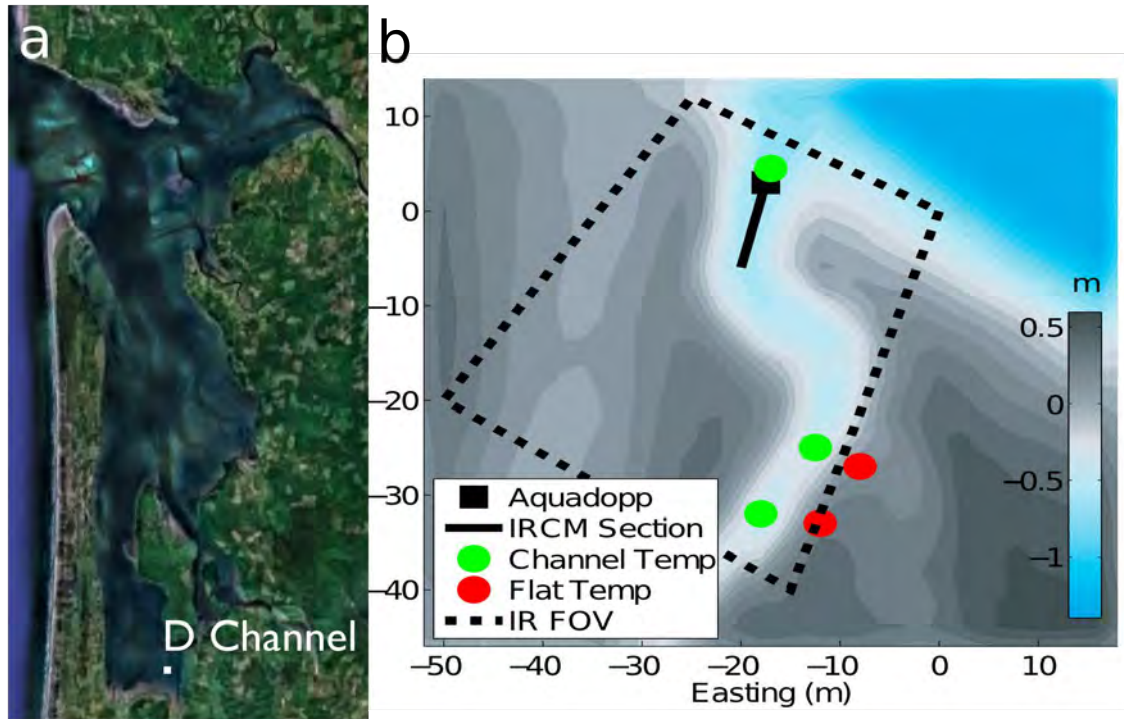 a
b
D Channel
10
0
−10
−20
−30
−40
−50
−40
−30
−20
−10
0
10
Easting (m)
m
0.5
0
−0.5
−1
Aquadopp
IRCM Section
Channel Temp
Flat Temp
IR FOV